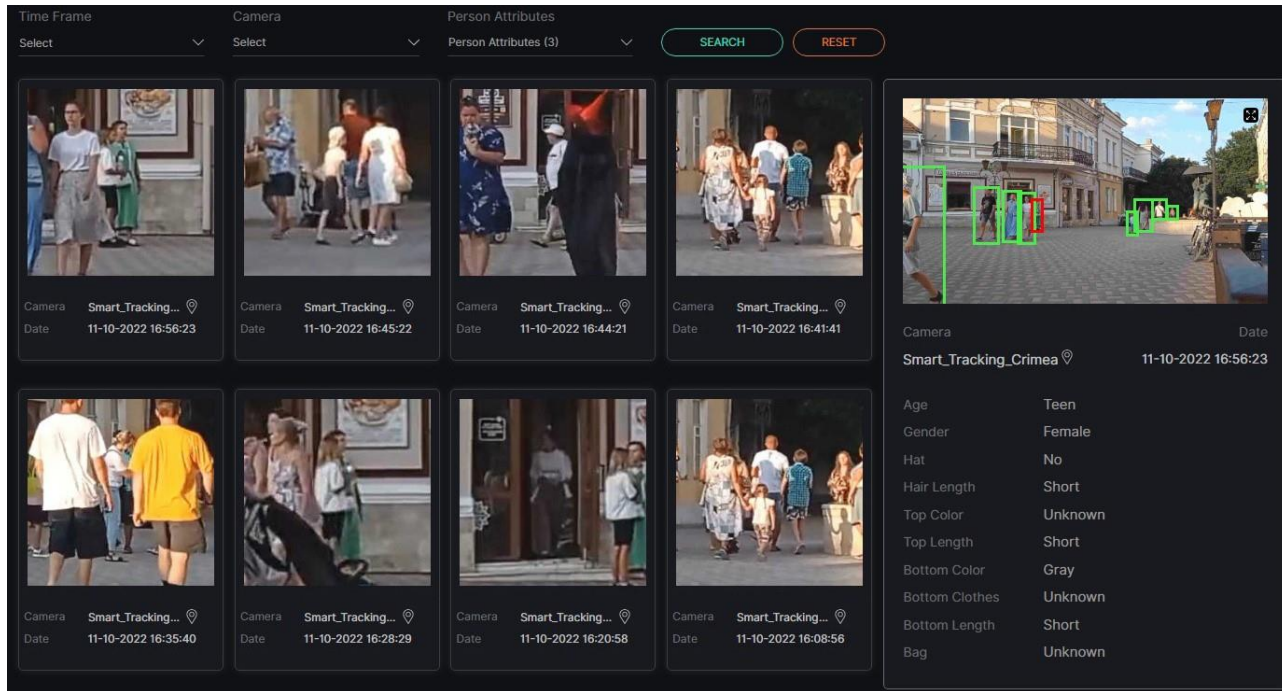 Time Frame
Select
Camera
Select
Person Attributes
Person Attributes (3)
SEARCH
RESET
Camera Smart_Tracking...
Date 11-10-2022 16:56:23
Camera Smart_Tracking...
Date 11-10-2022 16:45:22
Camera Smart_Tracking...
Date 11-10-2022 16:44:21
Camera Smart_Tracking...
Date 11-10-2022 16:41:41
Camera Smart_Tracking...
Date 11-10-2022 16:35:40
Camera Smart_Tracking...
Date 11-10-2022 16:28:29
Camera Smart_Tracking...
Date 11-10-2022 16:20:58
Camera Smart_Tracking...
Date 11-10-2022 16:08:56
Camera Date
Smart_Tracking_Crimea 11-10-2022 16:56:23
Age Teen
Gender Female
Hat No
Hair Length Short
Top Color Unknown
Top Length Short
Bottom Color Gray
Bottom Clothes Unknown
Bottom Length Short
Bag Unknown